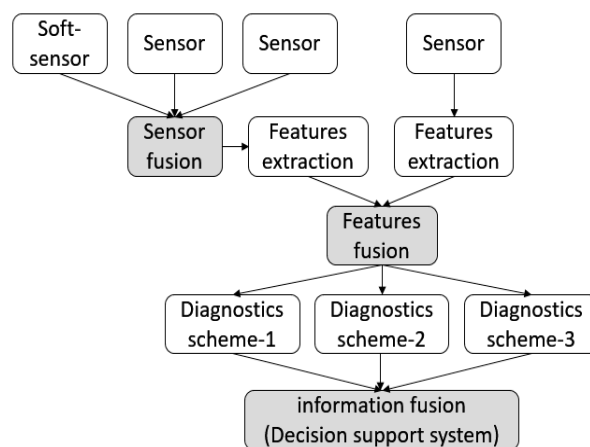 Soft-
sensor
Sensor
Sensor
Sensor
Sensor
fusion
Features
extraction
Features
extraction
Features
fusion
Diagnostics
scheme-1
Diagnostics
scheme-2
Diagnostics
scheme-3
information fusion
(Decision support system)